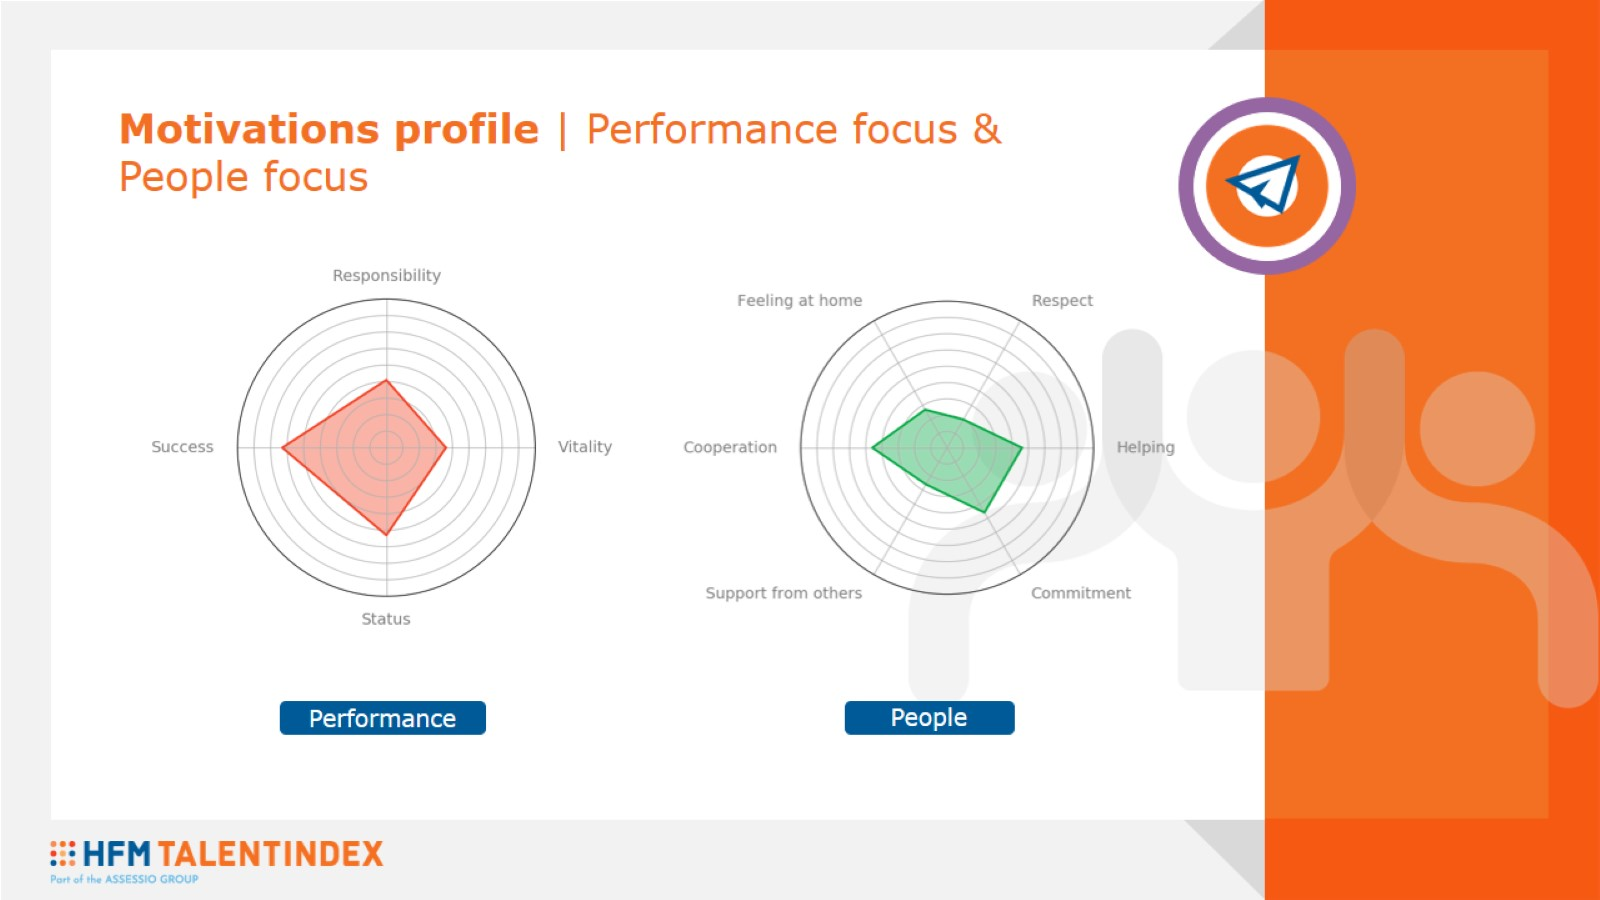 Motivations profile | Performance focus &
People focus
Responsibility
Success
Vitality
Status
Performance
Feeling at home
Respect
Cooperation
Helping
Support from others
Commitment
People
HFM TALENTINDEX
Part of the ASSESSIO GROUP